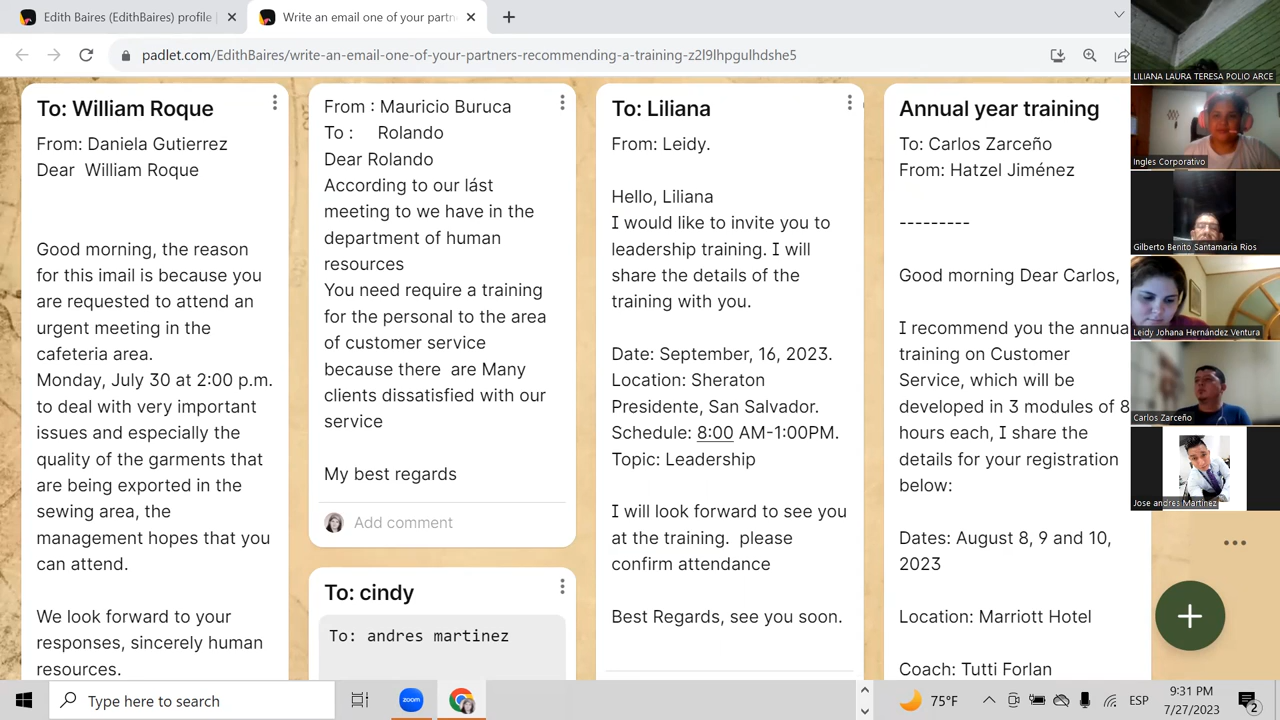 Edith Baires (EdithBaires) profile
Write an email one of your partn
padlet.com/EdithBaires/write-an-email-one-of-your-partners-recommending-a-training-z2l9lhpgulhdshe5
To: William Roque
From: Daniela Gutierrez
Dear William Roque
Good morning, the reason
for this imail is because you
are requested to attend an
urgent meeting in the
cafeteria area.
Monday, July 30 at 2:00 p.m.
to deal with very important
issues and especially the
quality of the garments that
are being exported in the
sewing area, the
management hopes that you
can attend.
We look forward to your
responses, sincerely human
resources.
From : Mauricio Buruca
To : Rolando
Dear Rolando
According to our lást
meeting to we have in the
department of human
resources
You need require a training
for the personal to the area
of customer service
because there are Many
clients dissatisfied with our
service
My best regards
Add comment
To: cindy
To: andres martinez
To: Liliana
From: Leidy.
Hello, Liliana
I would like to invite you to
leadership training. I will
share the details of the
training with you.
Date: September, 16, 2023.
Location: Sheraton
Presidente, San Salvador.
Schedule: 8:00 AM-1:00PM.
Topic: Leadership
I will look forward to see you
at the training. please
confirm attendance
Best Regards, see you soon.
Annual year training
To: Carlos Zarceño
From: Hatzel Jiménez
---------
Good morning Dear Carlos,
I recommend you the annua
training on Customer
Service, which will be
developed in 3 modules of 8
hours each, I share the
details for your registration
below:
Dates: August 8, 9 and 10,
2023
Location: Marriott Hotel
Coach: Tutti Forlan
LILIANA LAURA TERESA POLIO ARCE
Ingles Corporativo
Gilberto Benito Santamaria Rios
Leidy Johana Hernández Ventura
Carlos Zarceño
Jose andres Martinez
Type here to search
zoom
75°F
ESP
9:31 PM
7/27/2023
2